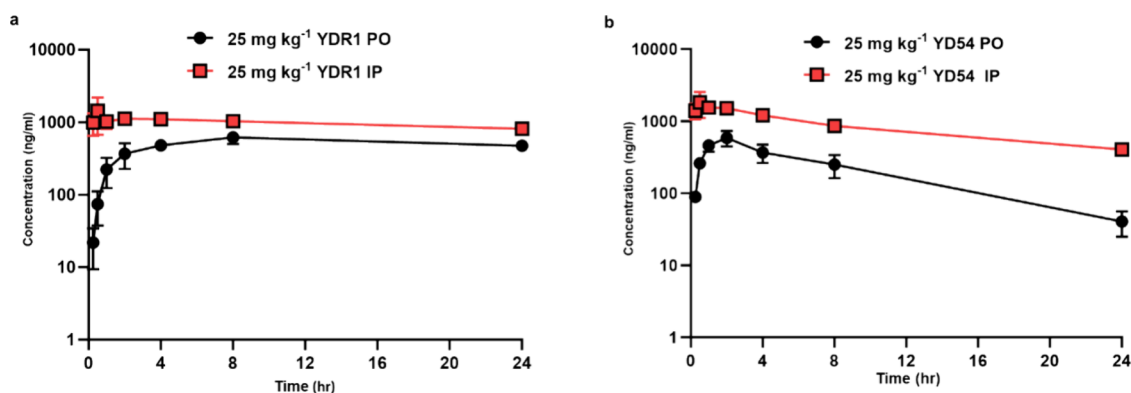 a
25 mg kg⁻¹ YDR1 PO
25 mg kg⁻¹ YDR1 IP
Concentration (ng/ml)
10000
1000
100
10
1
0 4 8 12 16 20 24
Time (hr)
b
25 mg kg⁻¹ YD54 PO
25 mg kg⁻¹ YD54 IP
Concentration (ng/ml)
10000
1000
100
10
1
0 4 8 12 16 20 24
Time (hr)